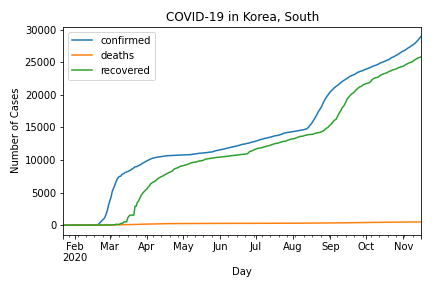 COVID-19 in Korea, South
confirmed
deaths
recovered
Number of Cases
30000
25000
20000
15000
10000
5000
0
Feb Mar Apr May Jun Jul Aug Sep Oct Nov
2020
Day